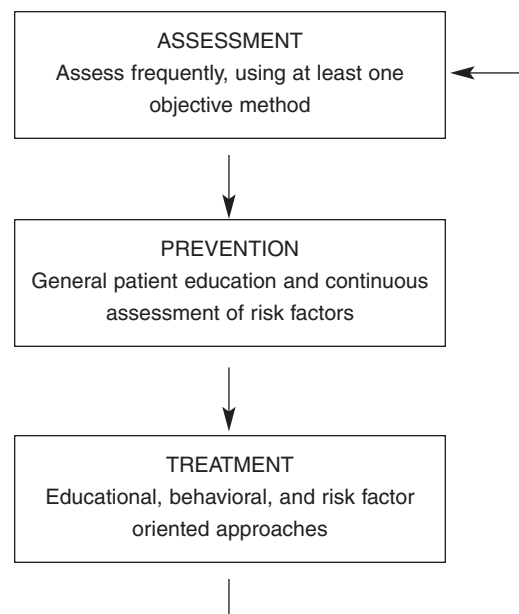 ASSESSMENT
Assess frequently, using at least one
objective method
PREVENTION
General patient education and continuous
assessment of risk factors
TREATMENT
Educational, behavioral, and risk factor
oriented approaches